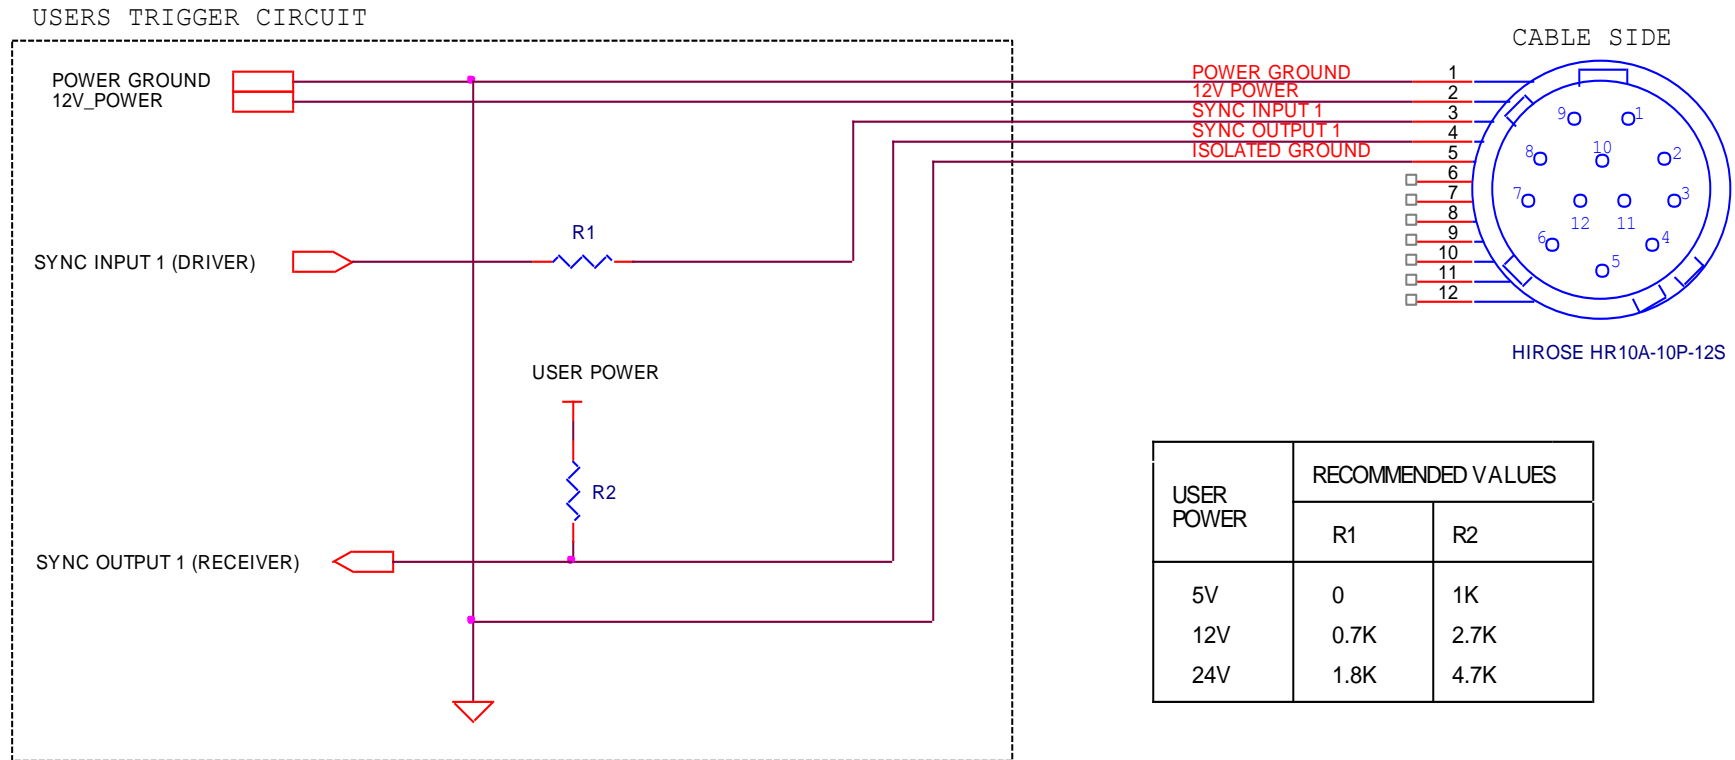 USERS TRIGGER CIRCUIT
CABLE SIDE
POWER GROUND
12V_POWER
POWER GROUND 1
12V POWER 2
SYNC INPUT 1 3
SYNC OUTPUT 1 4
ISOLATED GROUND 5
6
7
8
9
10
11
12
9 1
8 10 2
7 3
12 11
6 4
5
HIROSE HR10A-10P-12S
R1
SYNC INPUT 1 (DRIVER)
USER POWER
R2
SYNC OUTPUT 1 (RECEIVER)
USER POWER
RECOMMENDED VALUES
R1 R2
5V 0 1K
12V 0.7K 2.7K
24V 1.8K 4.7K